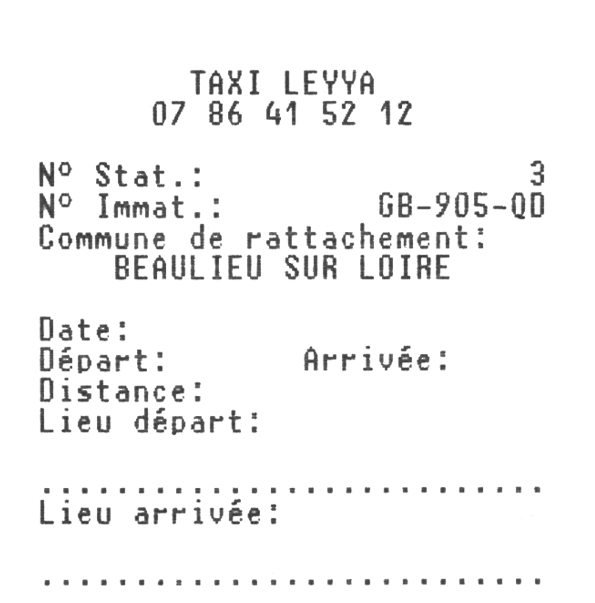 TAXI LEYYA
07 86 41 52 12
N° Stat.: 3
N° Immat.: GB-905-QD
Commune de rattachement:
BEAULIEU SUR LOIRE
Date:
Départ: Arrivée:
Distance:
Lieu départ:
...........................
Lieu arrivée:
...........................